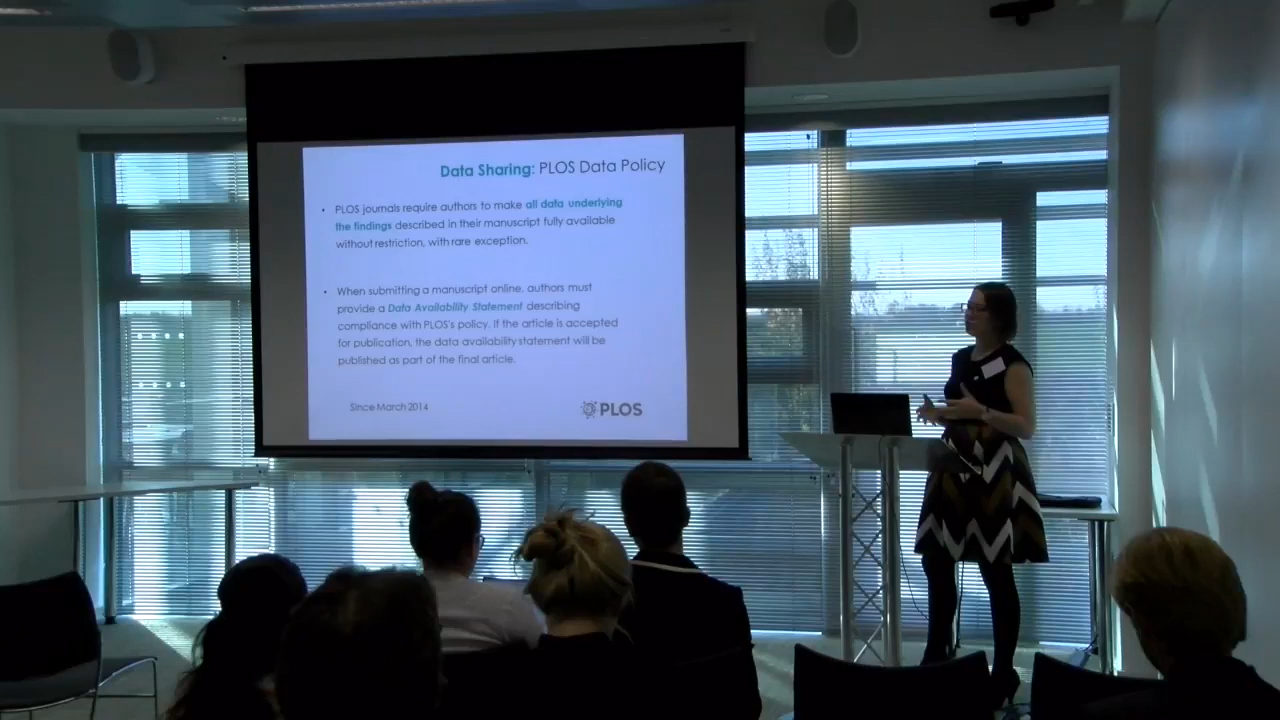 Data Sharing: PLOS Data Policy
• PLOS journals require authors to make all data underlying
the findings described in their manuscript fully available
without restriction, with rare exception.
• When submitting a manuscript online, authors must
provide a Data Availability Statement describing
compliance with PLOS's policy. If the article is accepted
for publication, the data availability statement will be
published as part of the final article.
Since March 2014
PLOS